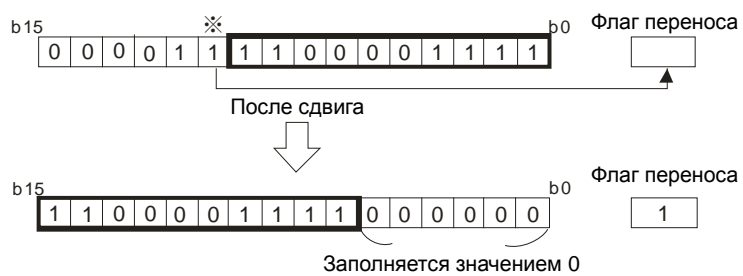 b15 ※ b0 Флаг переноса
0 0 0 0 1 1 1 1 0 0 0 0 1 1 1 1
После сдвига
b15 b0 Флаг переноса
1 1 0 0 0 0 1 1 1 1 0 0 0 0 0 0 1
Заполняется значением 0